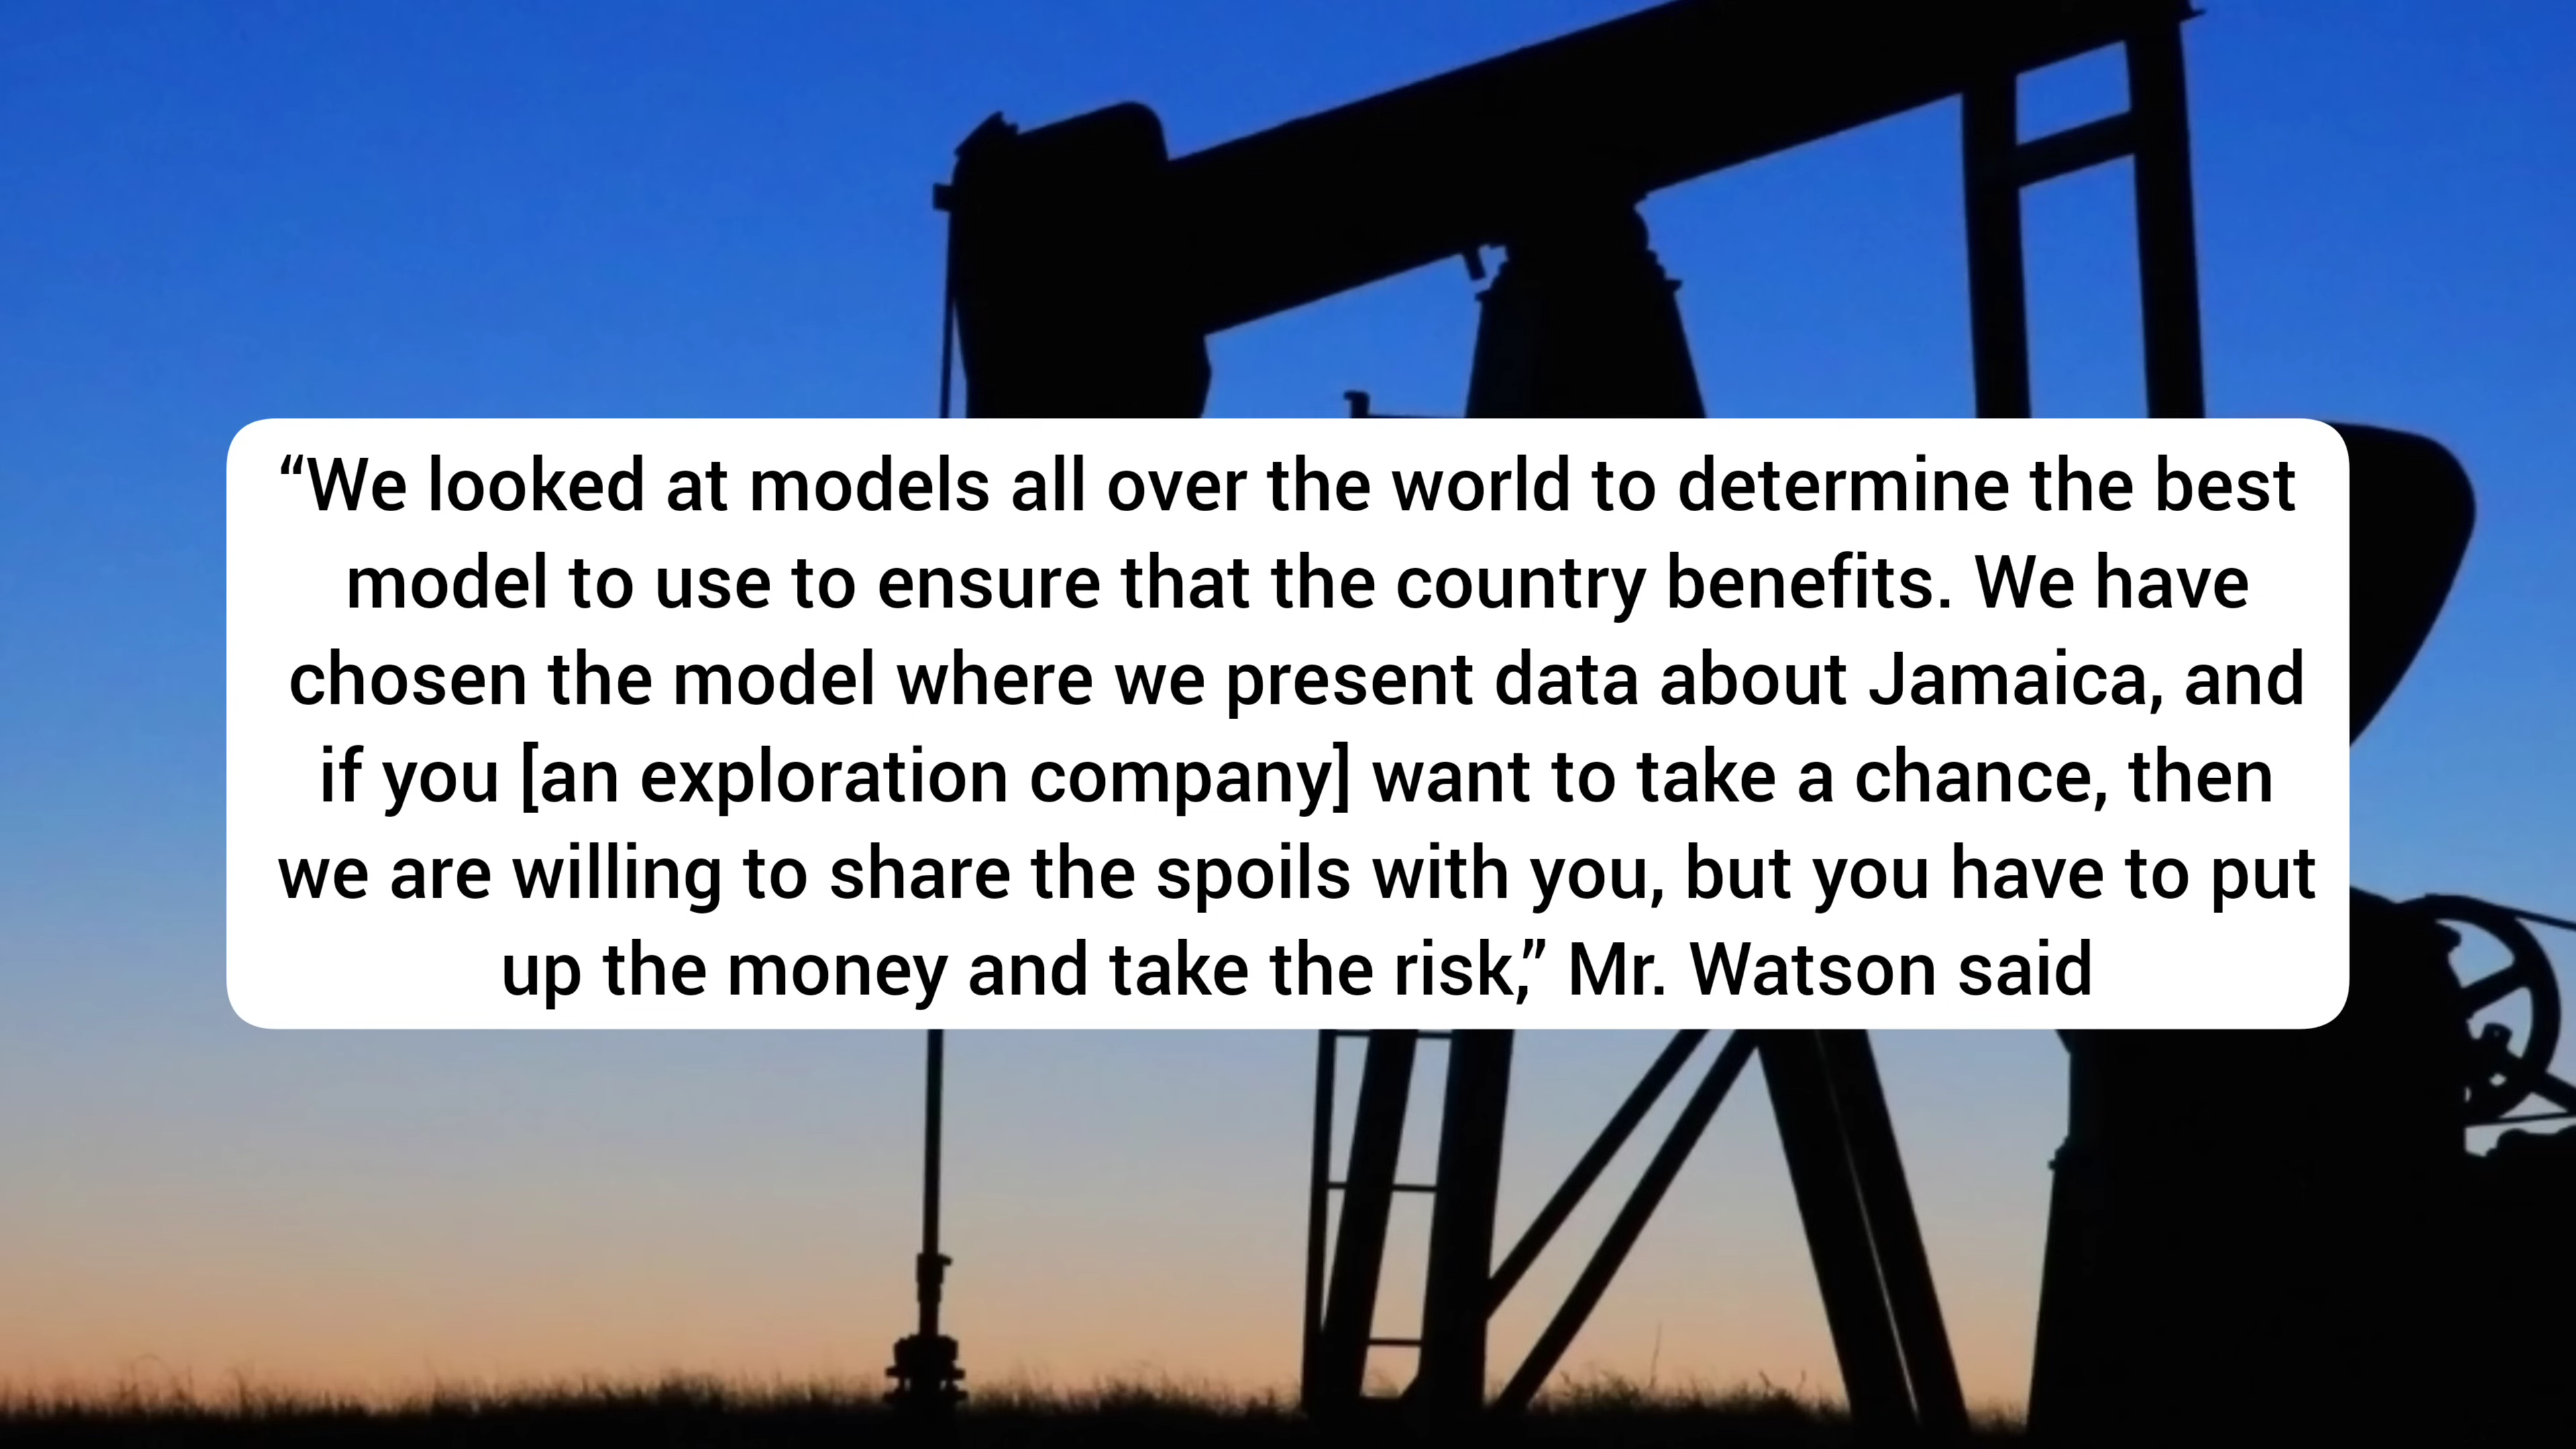 “We looked at models all over the world to determine the best
model to use to ensure that the country benefits. We have
chosen the model where we present data about Jamaica, and
if you [an exploration company] want to take a chance, then
we are willing to share the spoils with you, but you have to put
up the money and take the risk,” Mr. Watson said